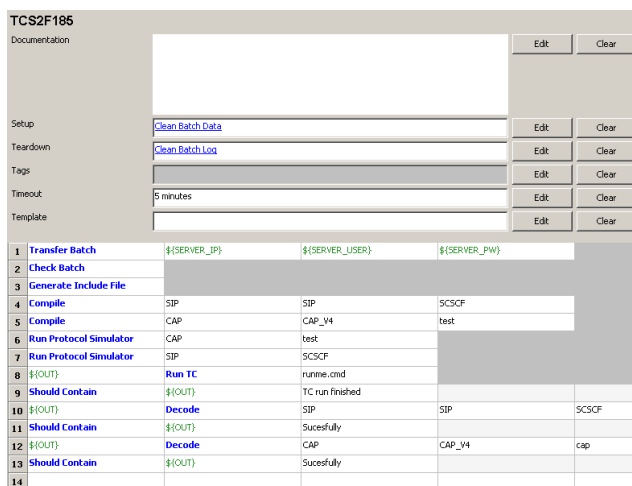 TCS2F185
Documentation Edit Clear
Setup Clean Batch Data Edit Clear
Teardown Clean Batch Log Edit Clear
Tags Edit Clear
Timeout 5 minutes Edit Clear
Template Edit Clear
1 Transfer Batch ${SERVER_IP} ${SERVER_USER} ${SERVER_PW}
2 Check Batch
3 Generate Include File
4 Compile SIP SIP SCSCF
5 Compile CAP CAP_V4 test
6 Run Protocol Simulator CAP test
7 Run Protocol Simulator SIP SCSCF
8 ${OUT} Run TC runme.cmd
9 Should Contain ${OUT} TC run finished
10 ${OUT} Decode SIP SIP SCSCF
11 Should Contain ${OUT} Sucesfully
12 ${OUT} Decode CAP CAP_V4 cap
13 Should Contain ${OUT} Sucesfully
14